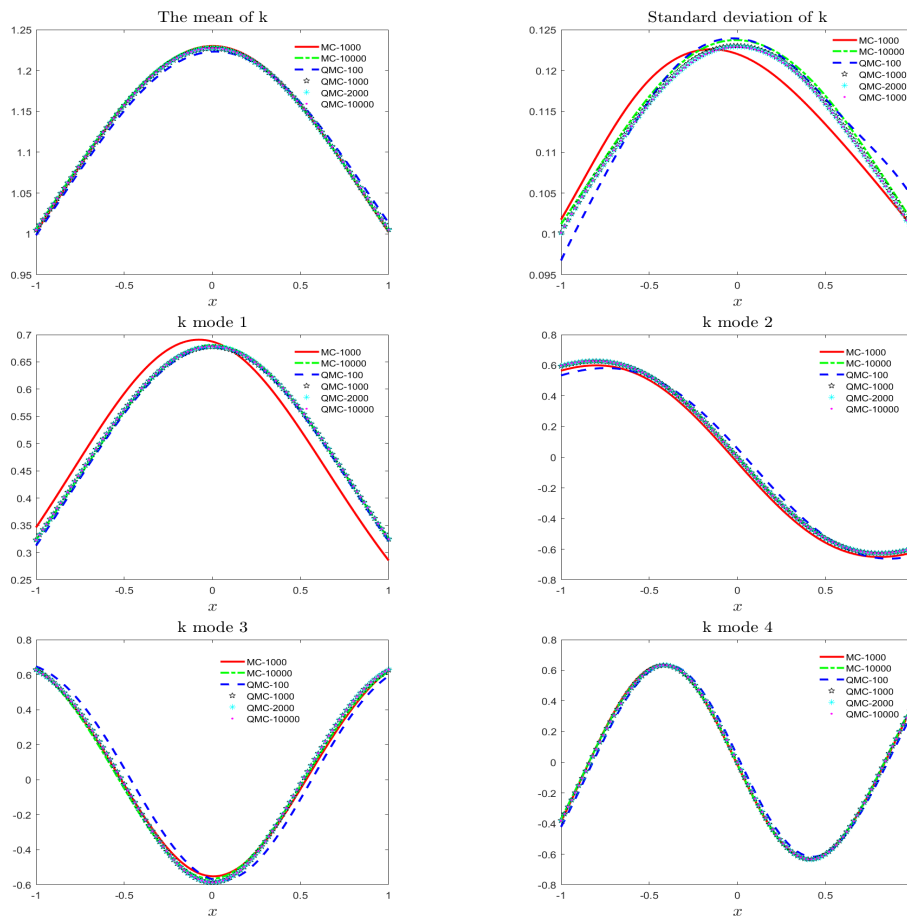 The mean of k
1.25
1.2
1.15
1.1
1.05
1
0.95
-1
-0.5
0
0.5
1
x
MC-1000
MC-10000
QMC-100
QMC-1000
QMC-2000
QMC-10000
Standard deviation of k
0.125
0.12
0.115
0.11
0.105
0.1
0.095
-1
-0.5
0
0.5
x
MC-1000
MC-10000
QMC-100
QMC-1000
QMC-2000
QMC-1000
k mode 1
0.7
0.65
0.6
0.55
0.5
0.45
0.4
0.35
0.3
0.25
-1
-0.5
0
0.5
1
x
MC-1000
MC-10000
QMC-100
QMC-1000
QMC-2000
QMC-10000
k mode 2
0.8
0.6
0.4
0.2
0
-0.2
-0.4
-0.6
-0.8
-1
-0.5
0
0.5
x
MC-1000
MC-10000
QMC-100
QMC-1000
QMC-2000
QMC-10000
k mode 3
0.8
0.6
0.4
0.2
0
-0.2
-0.4
-0.6
-1
-0.5
0
0.5
1
x
MC-1000
MC-10000
QMC-100
QMC-1000
QMC-2000
QMC-10000
k mode 4
0.8
0.6
0.4
0.2
0
-0.2
-0.4
-0.6
-0.8
-1
-0.5
0
0.5
x
MC-1000
MC-10000
QMC-100
QMC-1000
QMC-2000
QMC-10000